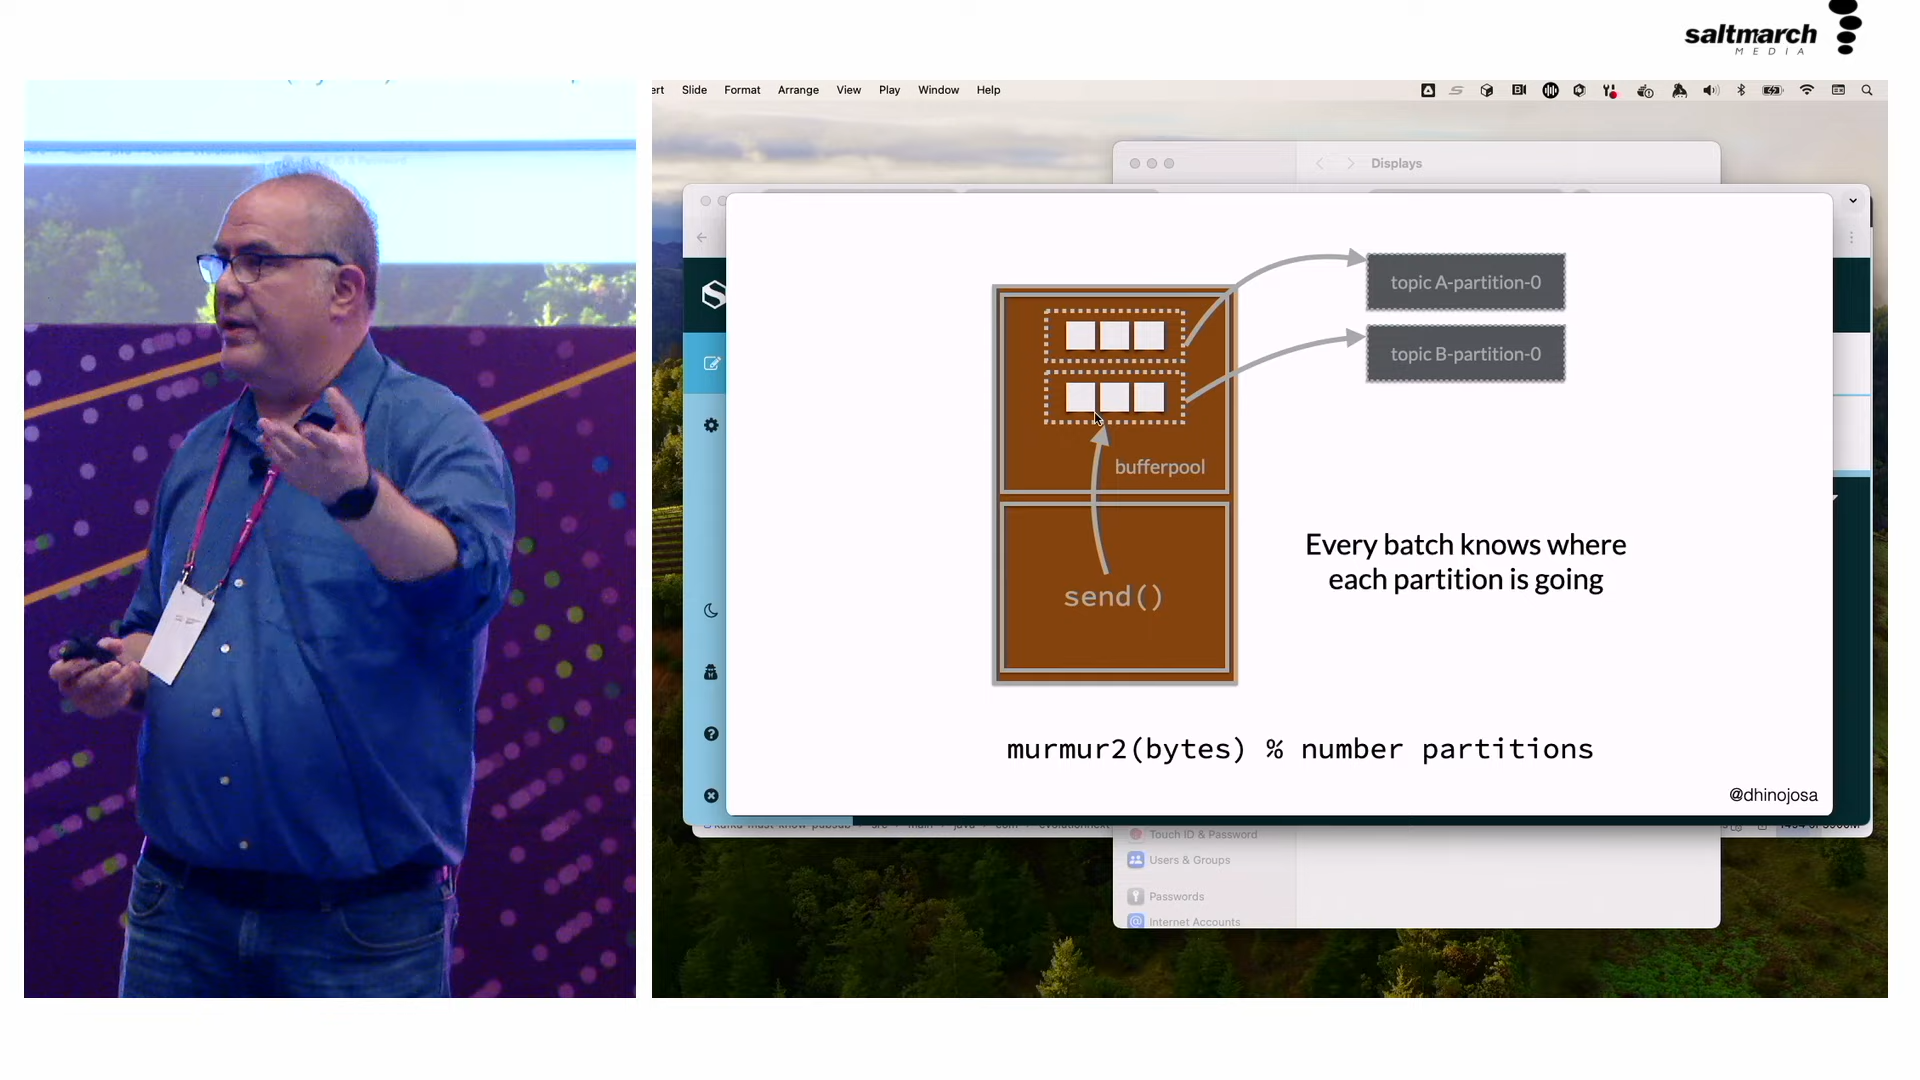 saltmarch
MEDIA
ert Slide Format Arrange View Play Window Help
Displays
topic A-partition-0
topic B-partition-0
bufferpool
send()
Every batch knows where
each partition is going
murmur2(bytes) % number partitions
@dhinojosa
Touch ID & Password
Users & Groups
Passwords
Internet Accounts